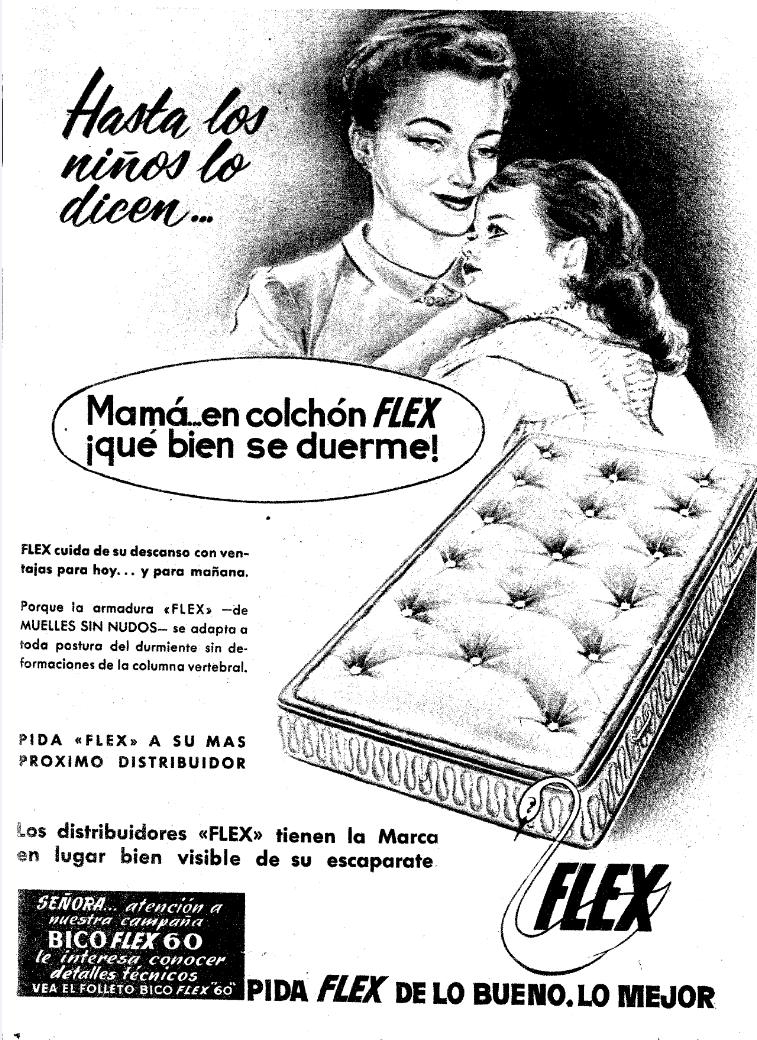 Hasta los
niños lo
dicen...
Mamá...en colchón FLEX
¡qué bien se duerme!
FLEX cuida de su descanso con ven-
tajas para hoy... y para mañana.
Porque la armadura «FLEX» —de
MUELLES SIN NUDOS— se adapta a
toda postura del durmiente sin de-
formaciones de la columna vertebral.
PIDA «FLEX» A SU MAS
PROXIMO DISTRIBUIDOR
Los distribuidores «FLEX» tienen la Marca
en lugar bien visible de su escaparate
FLEX
SEÑORA... atención a
nuestra campaña
BICO FLEX 60
le interesa conocer
detalles técnicos
VEA EL FOLLETO BICO FLEX "60"
PIDA FLEX DE LO BUENO.LO MEJOR